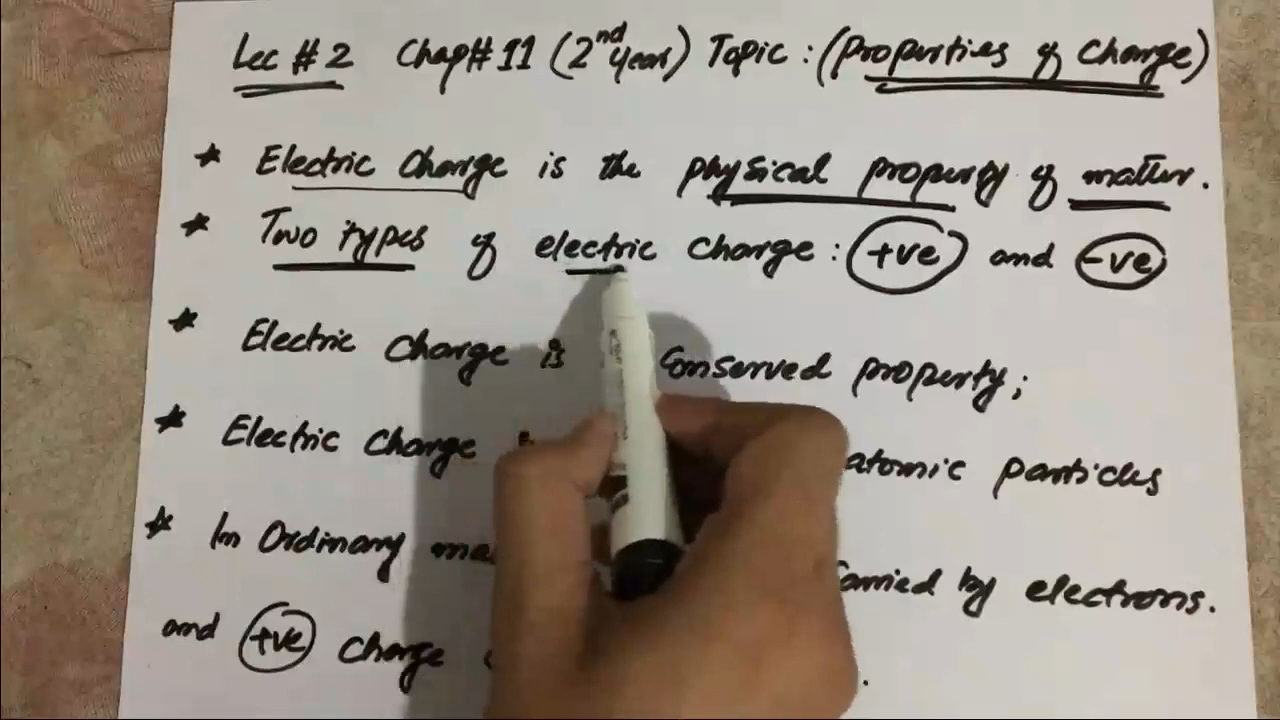 Lec # 2 Chap# 11 (2nd Year) Topic : (Properties of Charge)
* Electric Charge is the physical property of matter.
* Two types of electric charge : +ve and -ve
* Electric Charge is Conserved property;
* Electric Charge atomic particles
* In Ordinary carried by electrons.
and +ve charge .